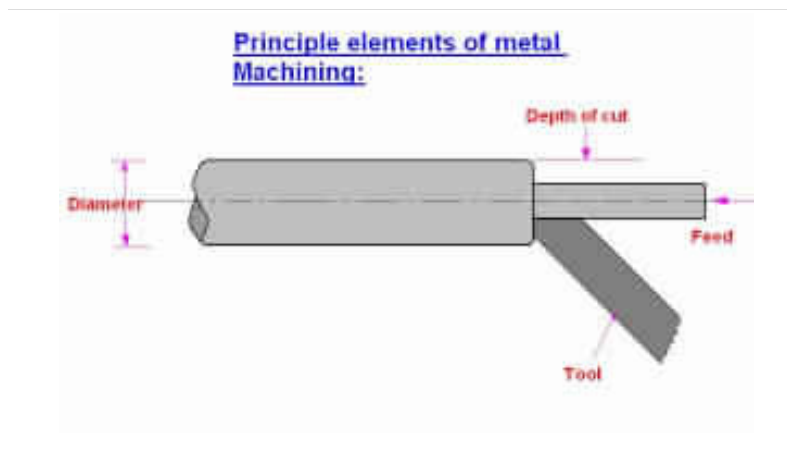 Principle elements of metal
Machining:
Depth of cut
Diameter
Feed
Tool